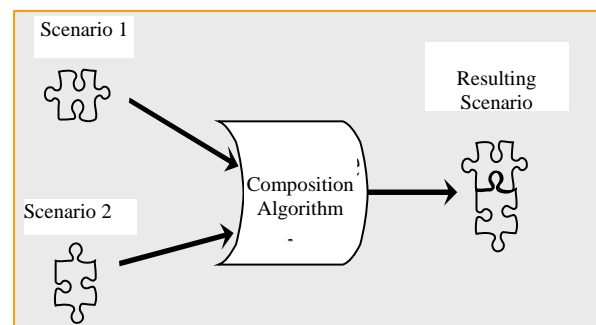 Scenario 1
Resulting
Scenario
Composition
Algorithm
Scenario 2